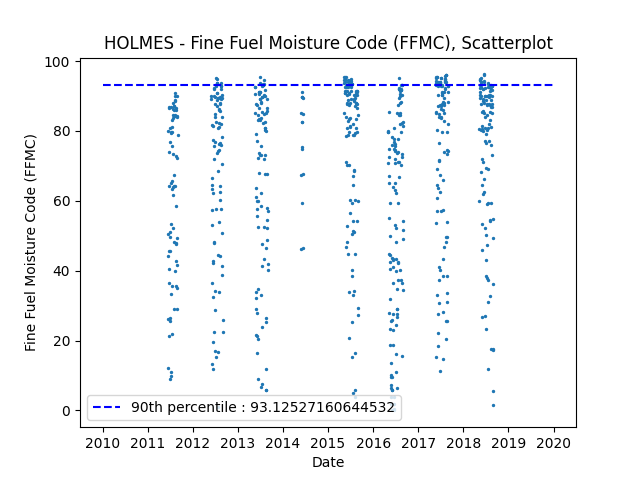 HOLMES - Fine Fuel Moisture Code (FFMC), Scatterplot
100
80
60
40
20
0
Fine Fuel Moisture Code (FFMC)
90th percentile : 93.12527160644532
2010 2011 2012 2013 2014 2015 2016 2017 2018 2019 2020
Date